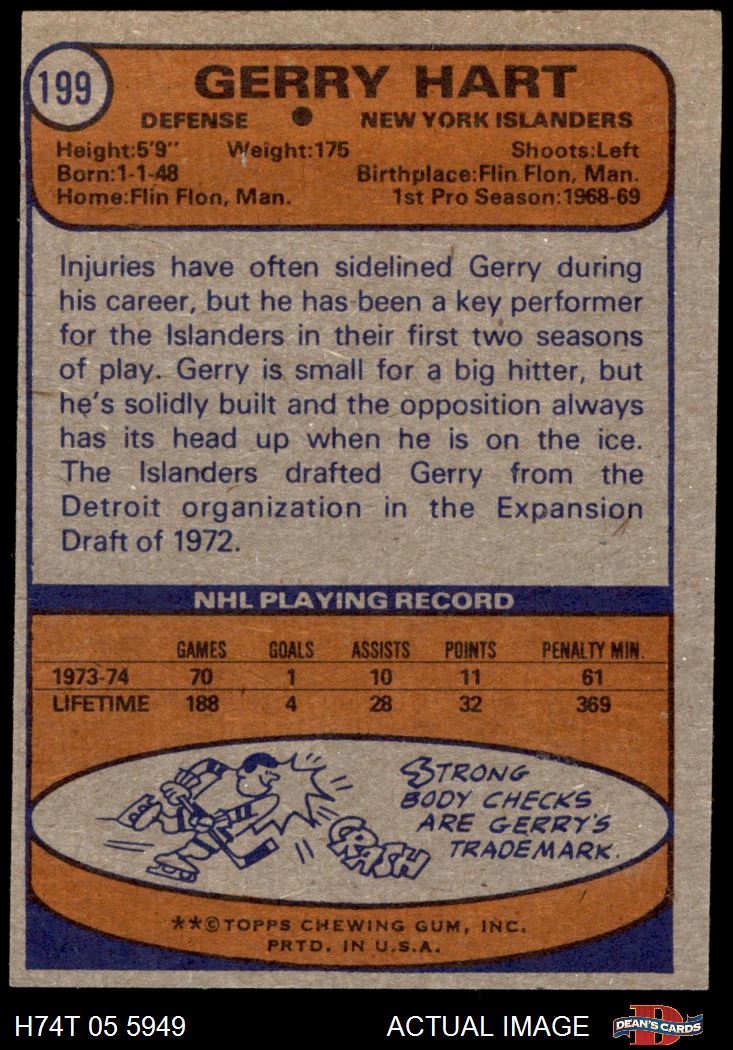 199
GERRY HART
DEFENSE ● NEW YORK ISLANDERS
Height:5'9" Weight:175 Shoots:Left
Born:1-1-48 Birthplace:Flin Flon, Man.
Home:Flin Flon, Man. 1st Pro Season:1968-69
Injuries have often sidelined Gerry during
his career, but he has been a key performer
for the Islanders in their first two seasons
of play. Gerry is small for a big hitter, but
he's solidly built and the opposition always
has its head up when he is on the ice.
The Islanders drafted Gerry from the
Detroit organization in the Expansion
Draft of 1972.
NHL PLAYING RECORD
GAMES GOALS ASSISTS POINTS PENALTY MIN.
1973-74 70 1 10 11 61
LIFETIME 188 4 28 32 369
STRONG
BODY CHECKS
ARE GERRY'S
TRADEMARK.
CRASH
**©TOPPS CHEWING GUM, INC.
PRTD. IN U.S.A.
H74T 05 5949 ACTUAL IMAGE DEAN'S CARDS